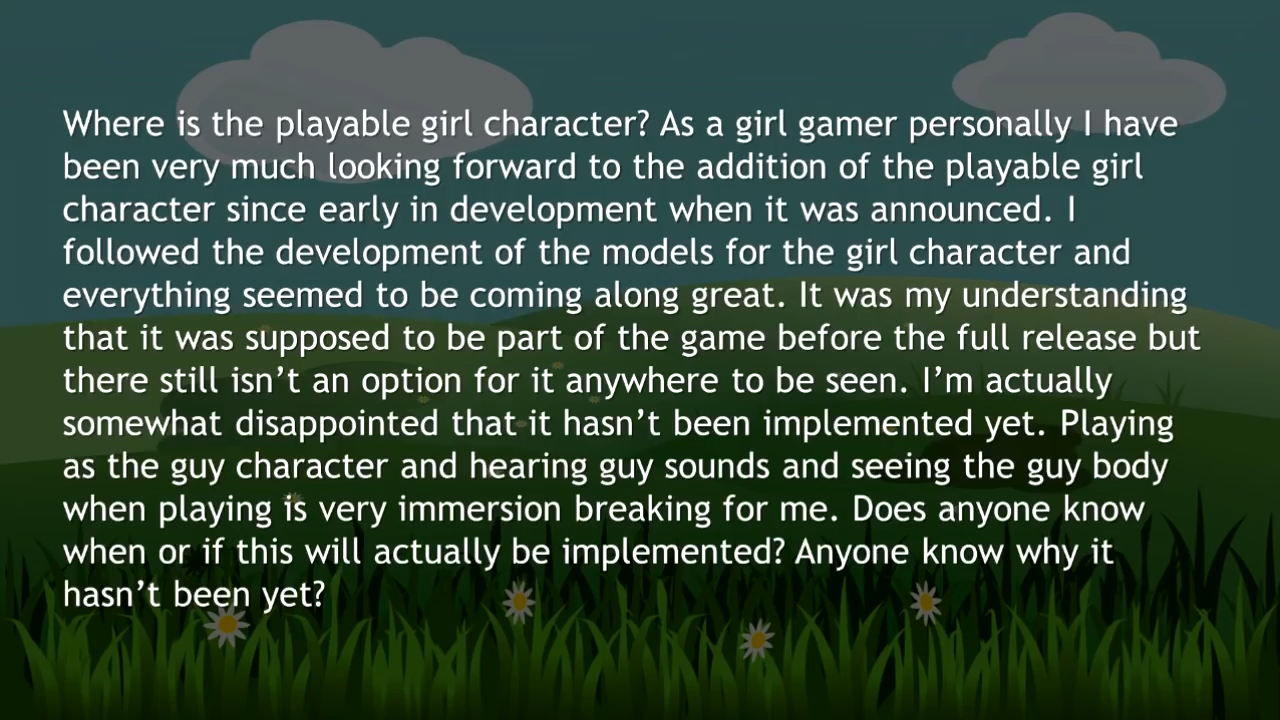 Where is the playable girl character? As a girl gamer personally I have
been very much looking forward to the addition of the playable girl
character since early in development when it was announced. I
followed the development of the models for the girl character and
everything seemed to be coming along great. It was my understanding
that it was supposed to be part of the game before the full release but
there still isn’t an option for it anywhere to be seen. I’m actually
somewhat disappointed that it hasn’t been implemented yet. Playing
as the guy character and hearing guy sounds and seeing the guy body
when playing is very immersion breaking for me. Does anyone know
when or if this will actually be implemented? Anyone know why it
hasn’t been yet?